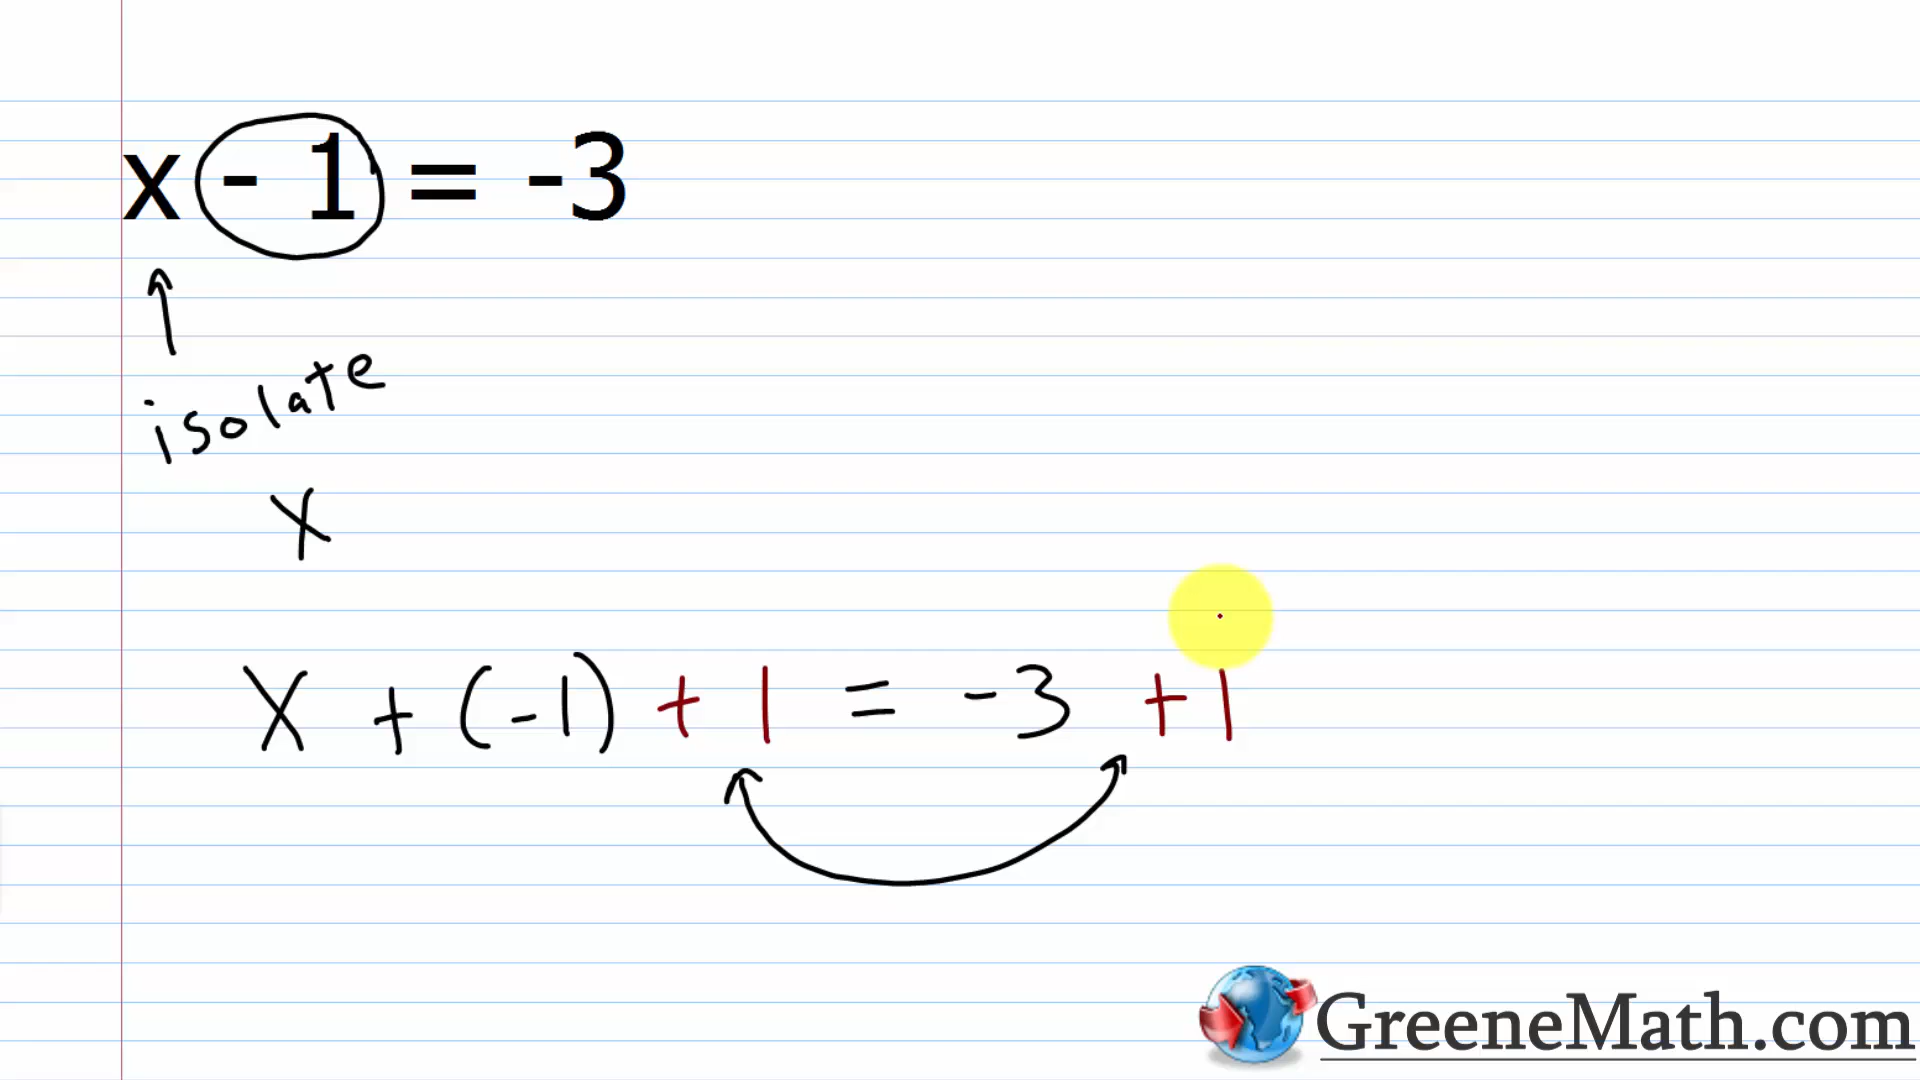 x - 1 = -3
isolate
x
x + (-1) + 1 = -3 + 1
GreeneMath.com